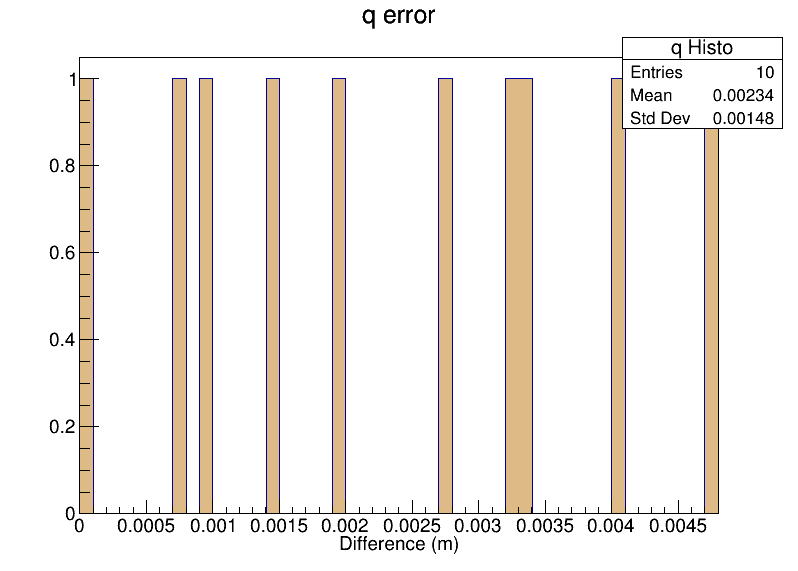 q error
q Histo
Entries 10
Mean 0.00234
Std Dev 0.00148
1
0.8
0.6
0.4
0.2
0
0 0.0005 0.001 0.0015 0.002 0.0025 0.003 0.0035 0.004 0.0045
Difference (m)